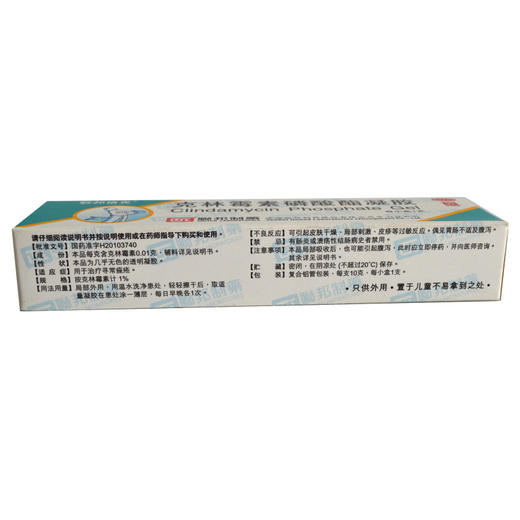 克林霉素磷酸酯凝胶
Clindamycin Phosphate Gel
聯邦制藥
请仔细阅读说明书并按说明使用或在药师指导下购买和使用。
【批准文号】国药准字H20103740
【成　　份】本品每克含克林霉素0.01克,辅料详见说明书。
【性　　状】本品为几乎无色的透明凝胶。
【适 应 症】用于治疗寻常痤疮。
【规　　格】按克林霉素计 1%
【用法用量】局部外用,用温水洗净患处,轻轻擦干后,取适
量凝胶在患处涂一薄层,每日早晚各1次。
【不良反应】可引起皮肤干燥、局部刺激、皮疹等过敏反应。偶见胃肠不适及腹泻。
【禁　　忌】有肠炎或溃疡性结肠病史者禁用。
【注意事项】本品局部吸收后,也可能引起腹泻,此时应立即停药,并向医师咨询。
其余详见说明书。
【贮　　藏】密闭,在阴凉处(不超过20℃)保存。
【包　　装】复合铝管包装,每支10克,每小盒1支。
·只供外用 · 置于儿童不易拿到之处·